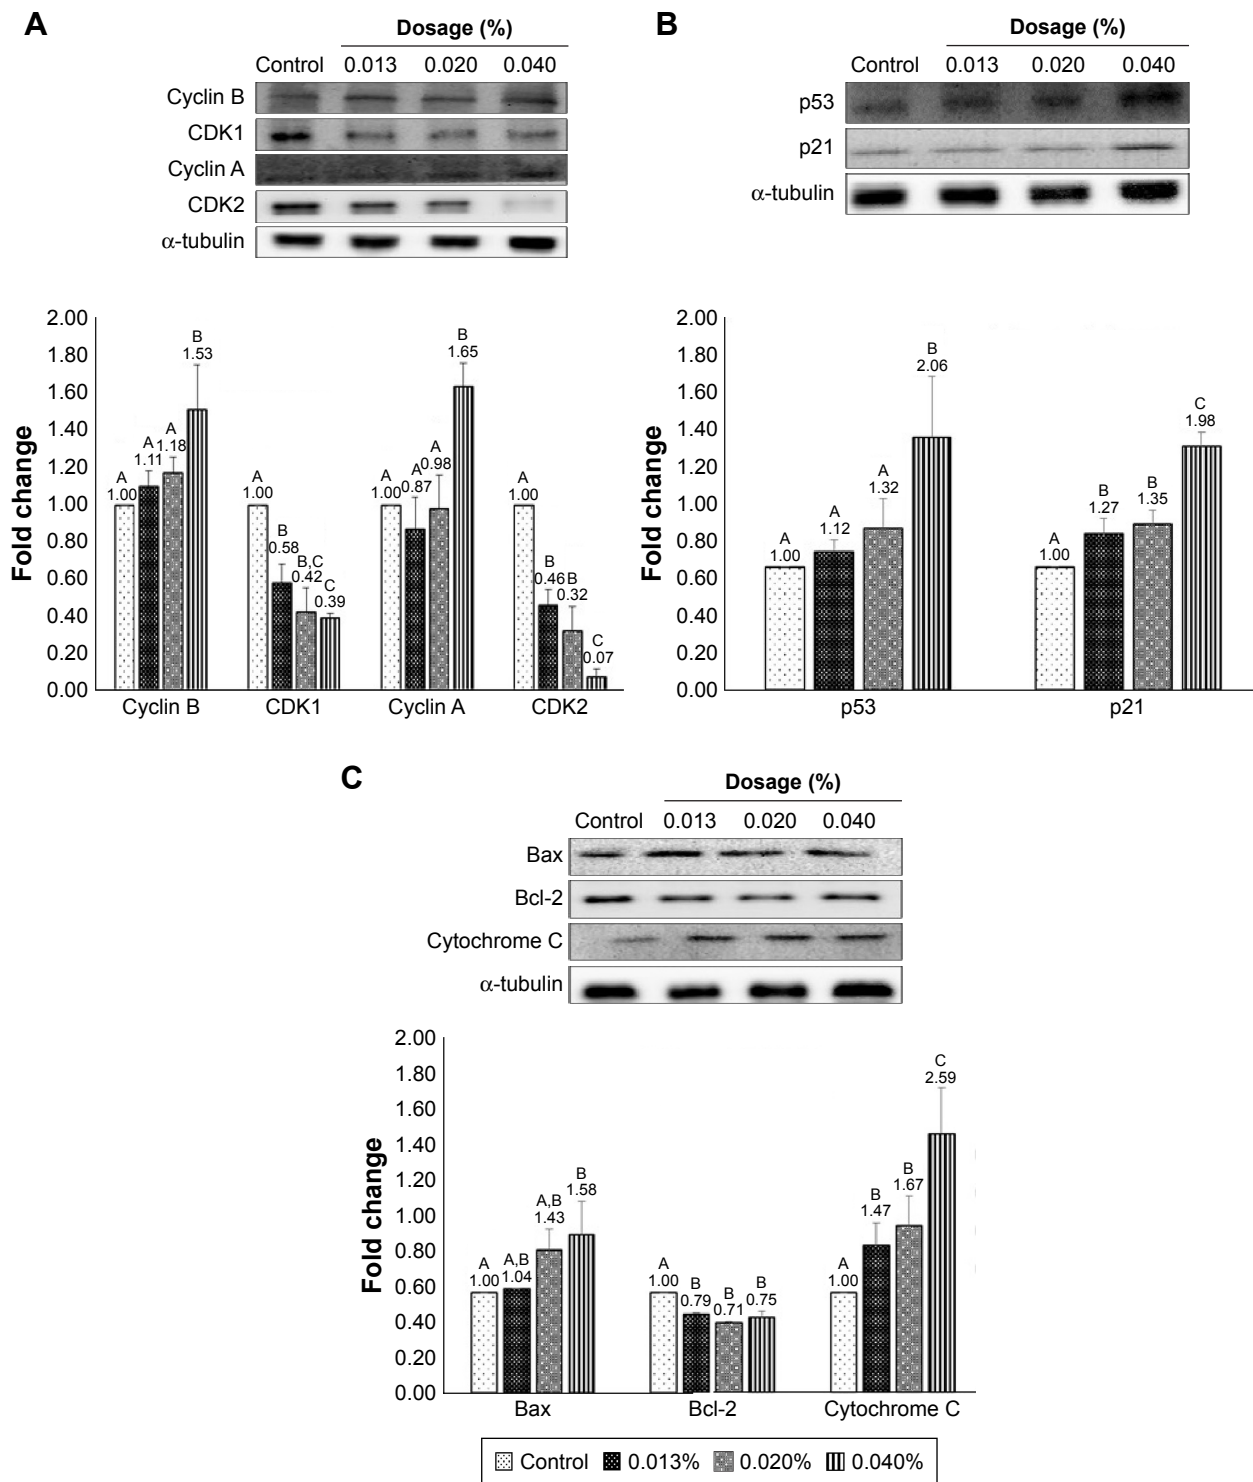 A
Dosage (%)
Control 0.013 0.020 0.040
Cyclin B
CDK1
Cyclin A
CDK2
α-tubulin
Fold change
2.00
1.80
1.60
1.40
1.20
1.00
0.80
0.60
0.40
0.20
0.00
A
1.00
A
1.11
A
1.18
B
1.53
A
1.00
B
0.58
B,C
0.42
C
0.39
A
1.00
A
0.87
A
0.98
B
1.65
A
1.00
B
0.46
B
0.32
C
0.07
Cyclin B CDK1 Cyclin A CDK2
B
Dosage (%)
Control 0.013 0.020 0.040
p53
p21
α-tubulin
Fold change
2.00
1.80
1.60
1.40
1.20
1.00
0.80
0.60
0.40
0.20
0.00
A
1.00
A
1.12
A
1.32
B
2.06
A
1.00
B
1.27
B
1.35
C
1.98
p53 p21
C
Dosage (%)
Control 0.013 0.020 0.040
Bax
Bcl-2
Cytochrome C
α-tubulin
Fold change
2.00
1.80
1.60
1.40
1.20
1.00
0.80
0.60
0.40
0.20
0.00
A
1.00
A,B
1.04
A,B
1.43
B
1.58
A
1.00
B
0.79
B
0.71
B
0.75
A
1.00
B
1.47
B
1.67
C
2.59
Bax Bcl-2 Cytochrome C
Control 0.013% 0.020% 0.040%